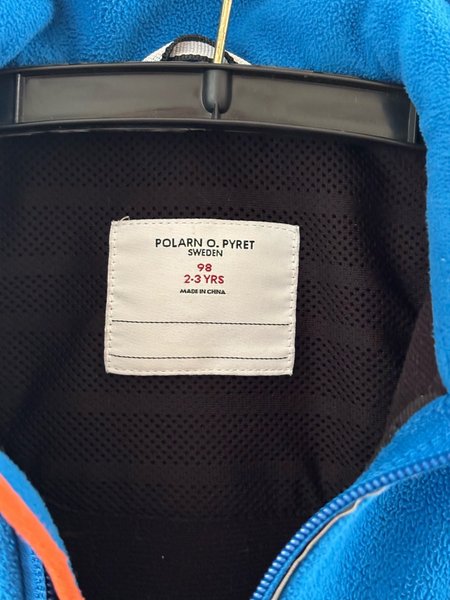 POLARN O. PYRET
SWEDEN
98
2-3 YRS
MADE IN CHINA